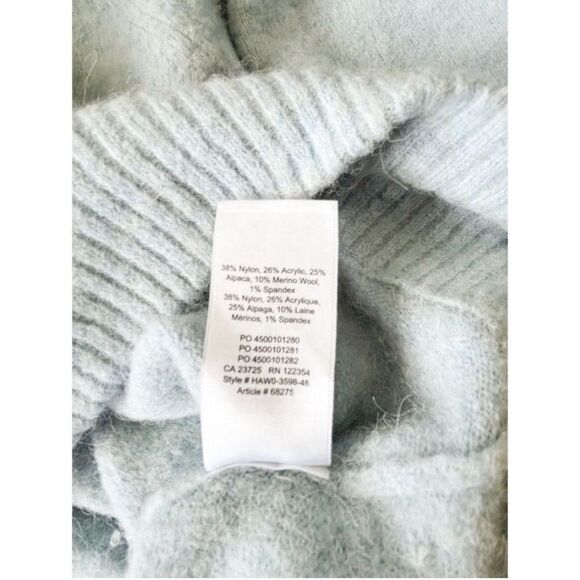 38% Nylon, 26% Acrylic, 25%
Alpaca, 10% Merino Wool,
1% Spandex
38% Nylon, 26% Acrylique,
25% Alpaga, 10% Laine
Mérinos, 1% Spandex
PO 4500101280
PO 4500101281
PO 4500101282
CA 23725 RN 122354
Style # HAW0-3598-48
Article # 68275